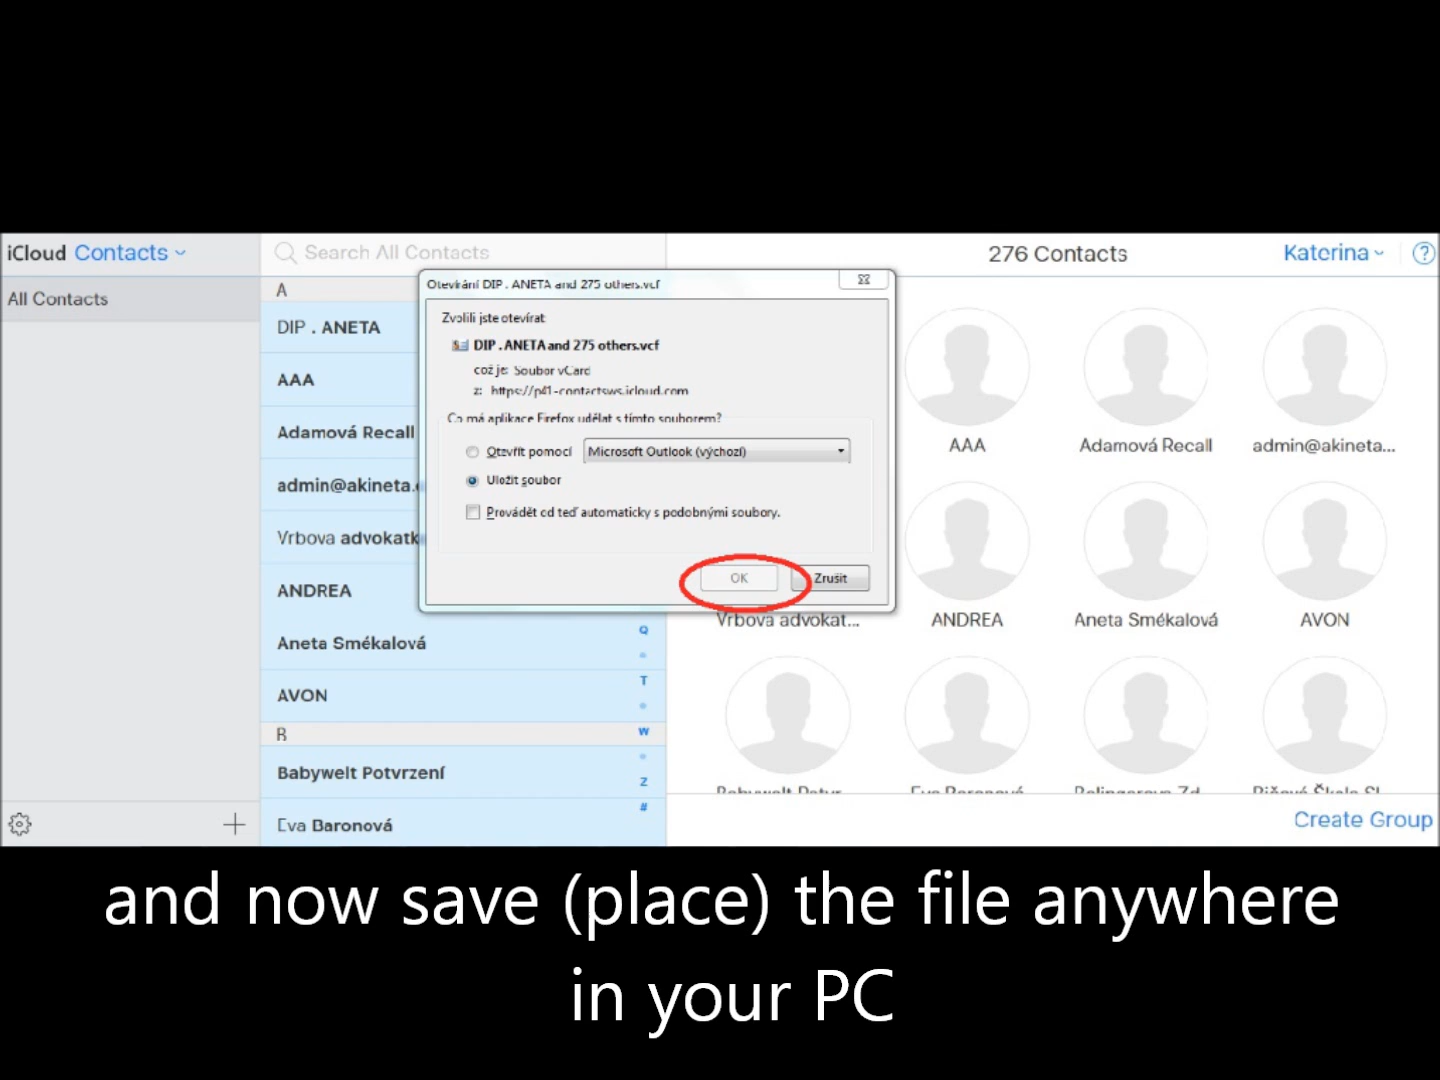 iCloud Contacts
Search All Contacts
276 Contacts
Katerina
?
All Contacts
A
DIP . ANETA
AAA
Adamová Recall
admin@akineta.
Vrbova advokatk
ANDREA
Aneta Smékalová
AVON
B
Babywelt Potvrzení
Eva Baronová
Q
T
W
Z
#
Otevírání DIP . ANETA and 275 others.vcf
Zvolili jste otevírat
DIP . ANETA and 275 others.vcf
což je: Soubor vCard
z: https://p41-contactsws.icloud.com
Co má aplikace Firefox udělat s tímto souborem?
Otevřít pomocí Microsoft Outlook (výchozí)
Uložit soubor
Provádět od teď automaticky s podobnými soubory.
OK Zrušit
AAA Adamová Recall admin@akineta...
Vrbova advokat... ANDREA Aneta Smékalová AVON
Eva Baronová
Create Group
and now save (place) the file anywhere
in your PC